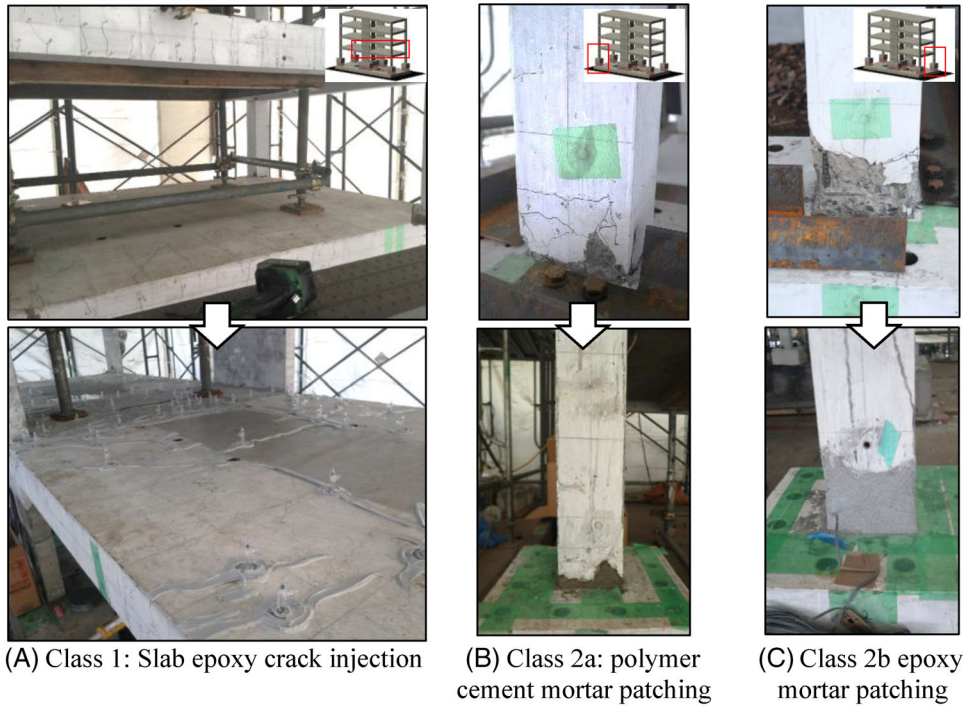 (A) Class 1: Slab epoxy crack injection
(B) Class 2a: polymer
cement mortar patching
(C) Class 2b epoxy
mortar patching